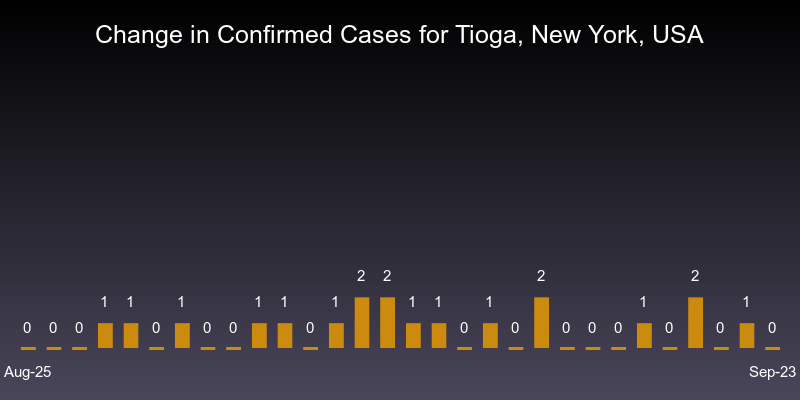 Change in Confirmed Cases for Tioga, New York, USA
2 2 2 2
1 1 1 1 1 1 1 1 1 1 1
0 0 0 0 0 0 0 0 0 0 0 0 0 0 0
Aug-25 Sep-23